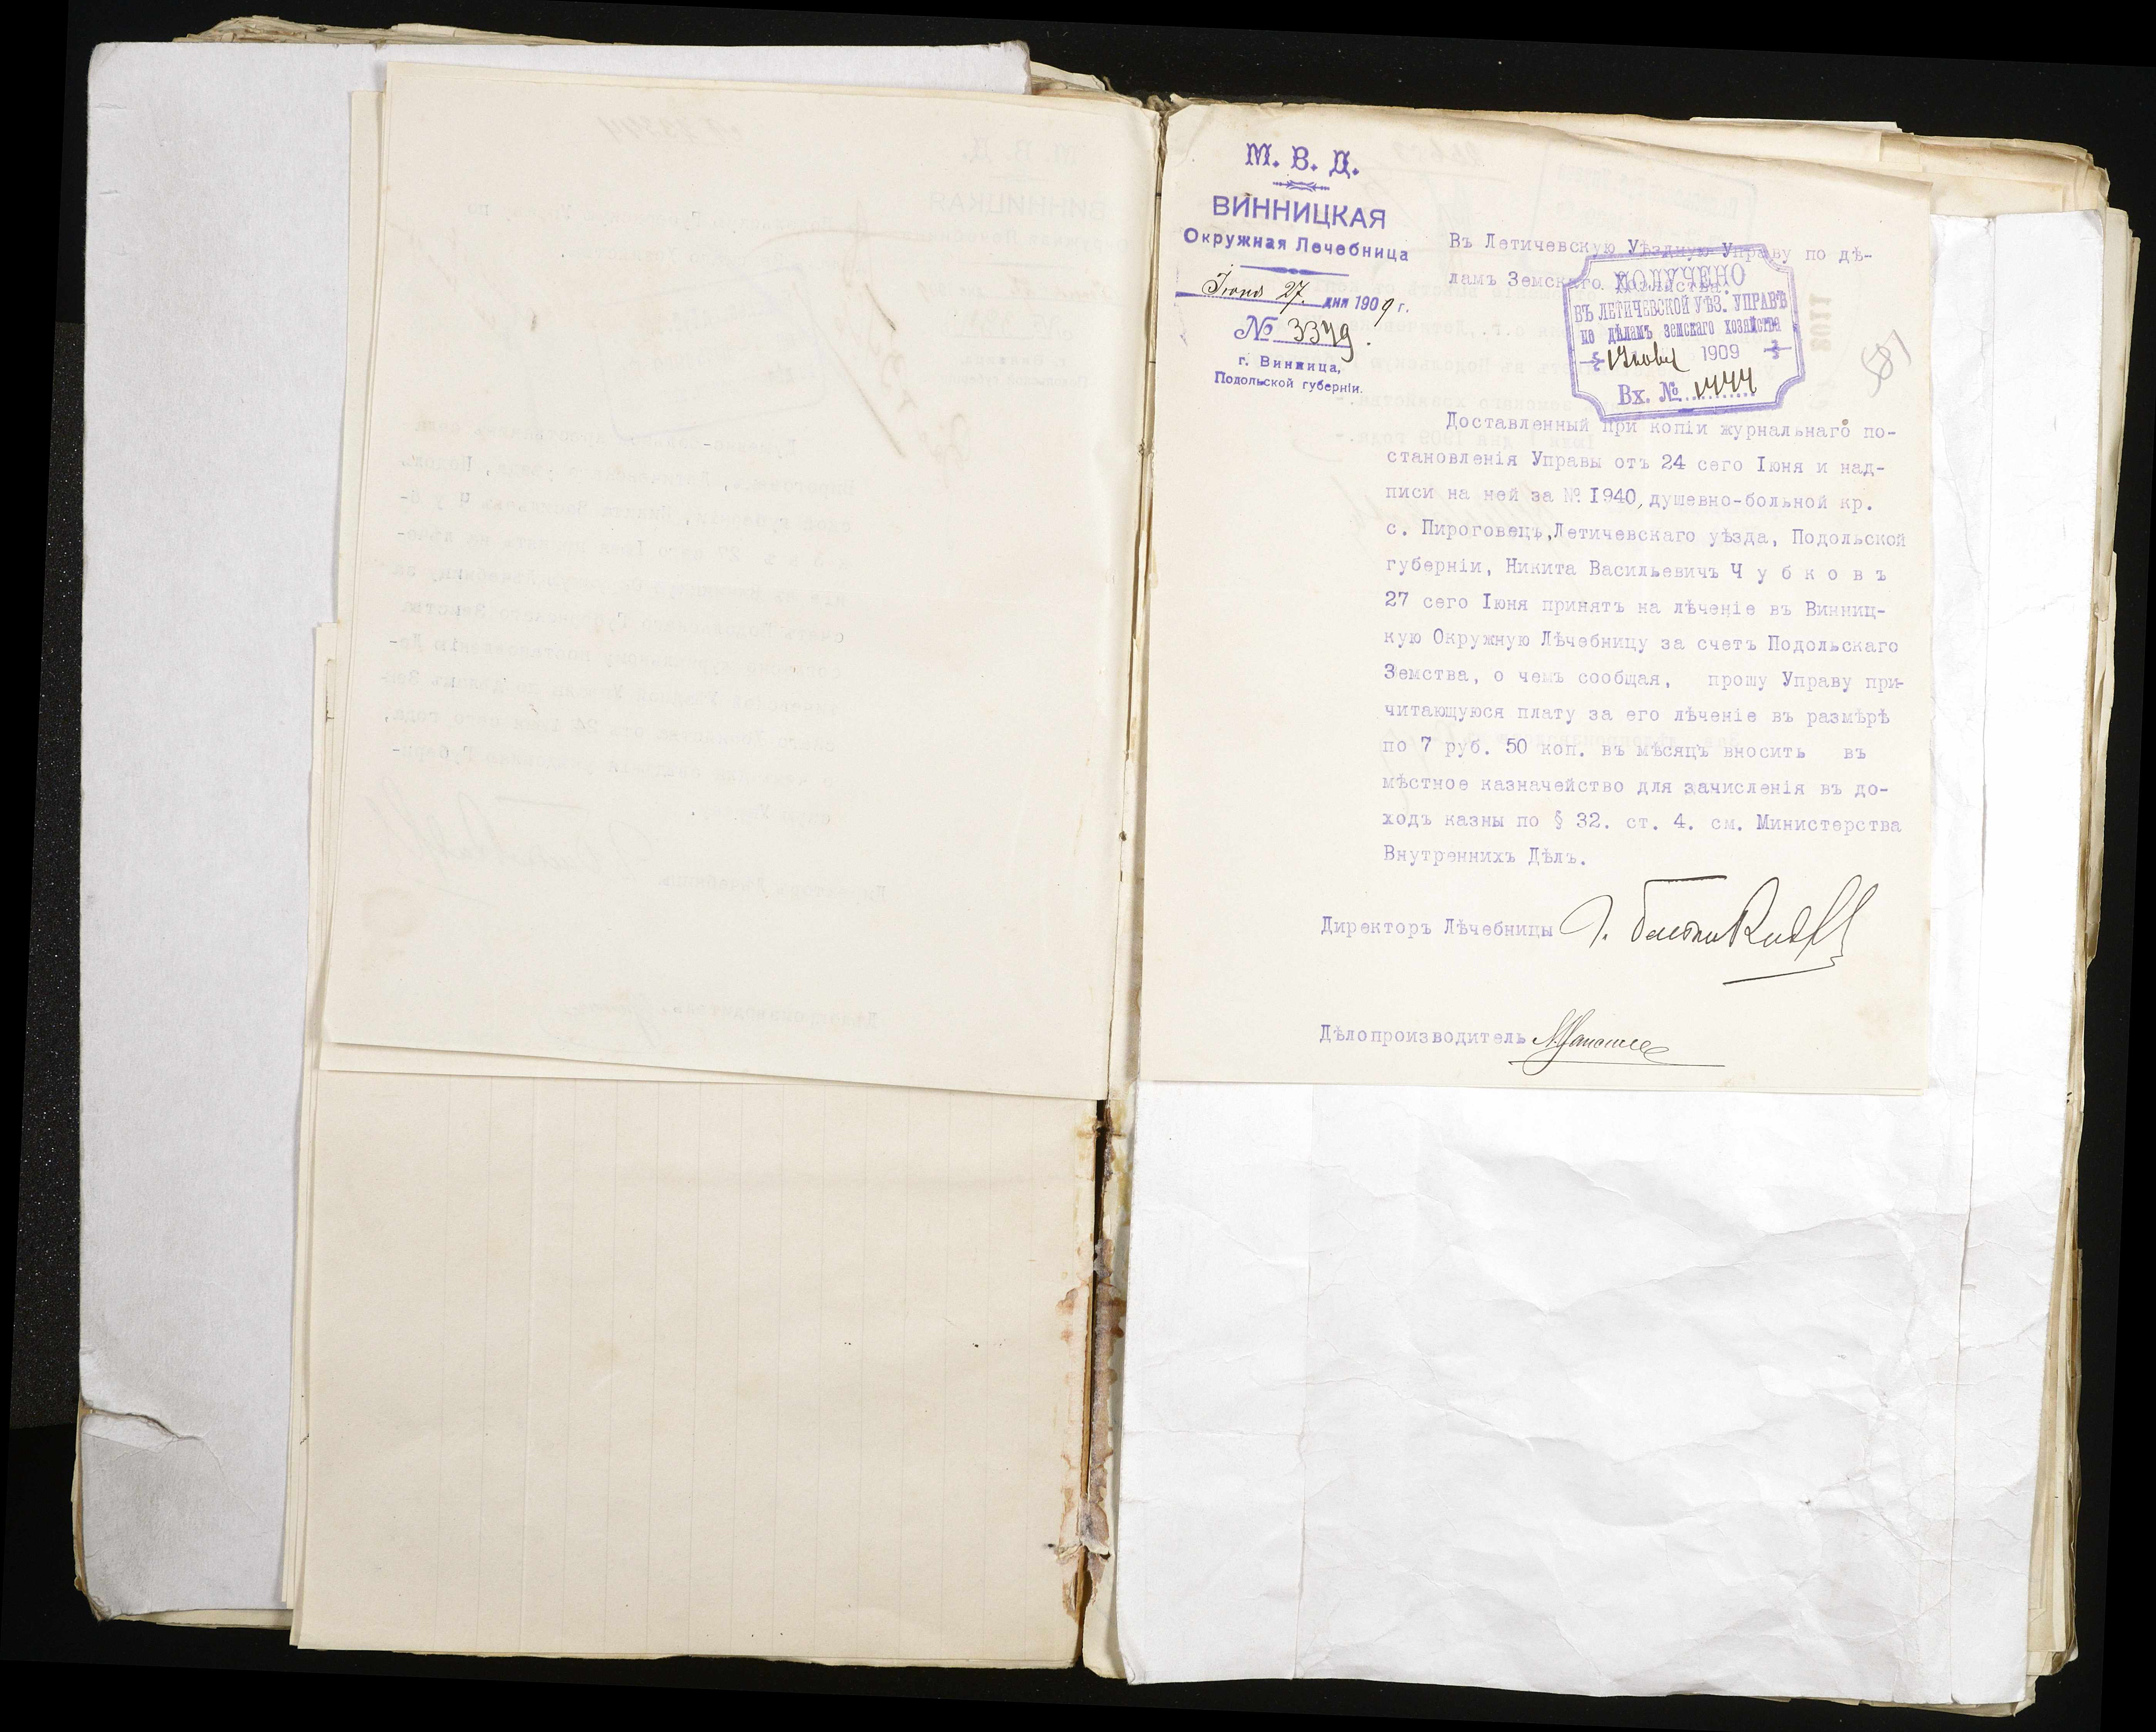 М. В. Д.
ВИННИЦКАЯ
Окружная Лечебница
Іюня 27 дня 1909 г.
№ 3379.
г. Винница,
Подольской губерніи.
Въ Летичевскую Уѣздную Управу по дѣ-
ламъ Земскаго Хозяйства.
ПОЛУЧЕНО
ВЪ ЛЕТИЧЕВСКОЙ УѢЗ. УПРАВѢ
по дѣламъ земскаго хозяйства
1909
Вх. № 1444
Доставленный при копіи журнальнаго по-
становленія Управы отъ 24 сего Іюня и над-
писи на ней за № 1940, душевно-больной кр.
с. Пироговецъ, Летичевскаго уѣзда, Подольской
губерніи, Никита Васильевичъ Ч у б к о в ъ
27 сего Іюня принятъ на лѣченіе въ Винниц-
кую Окружную Лѣчебницу за счетъ Подольскаго
Земства, о чемъ сообщая, прошу Управу при-
читающуюся плату за его лѣченіе въ размѣрѣ
по 7 руб. 50 коп. въ мѣсяцъ вносить въ
мѣстное казначейство для зачисленія въ до-
ходъ казны по § 32. ст. 4. см. Министерства
Внутреннихъ Дѣлъ.
Директоръ Лѣчебницы
Дѣлопроизводитель